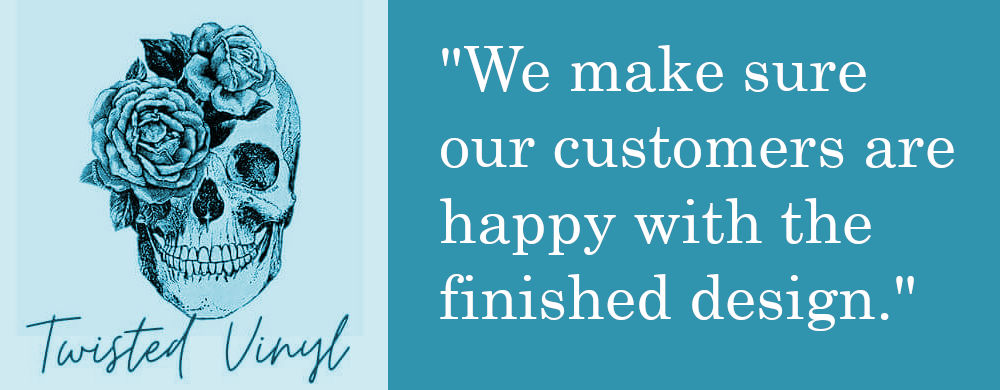 Twisted Vinyl
"We make sure
our customers are
happy with the
finished design."